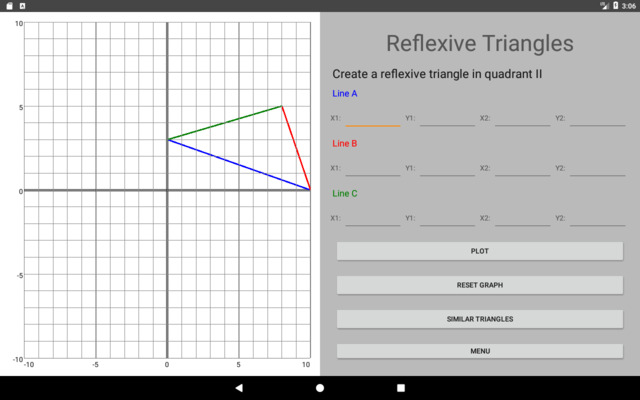 3:06
Reflexive Triangles
Create a reflexive triangle in quadrant II
Line A
X1: Y1: X2: Y2:
Line B
X1: Y1: X2: Y2:
Line C
X1: Y1: X2: Y2:
PLOT
RESET GRAPH
SIMILAR TRIANGLES
MENU
10
5
0
-5
-10
-10 -5 0 5 10